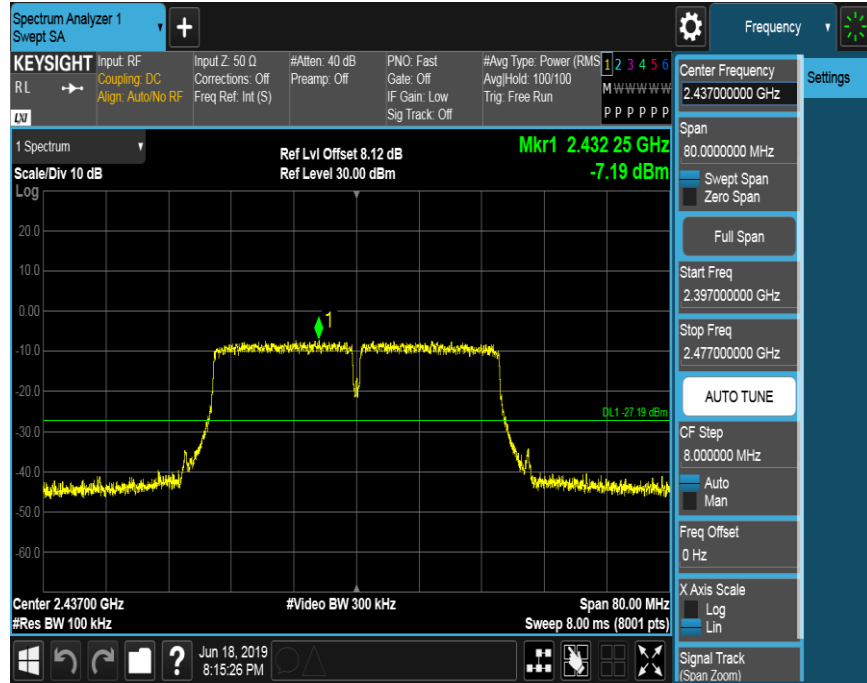 Spectrum Analyzer 1
Swept SA
+
Frequency
KEYSIGHT
RL
LXI
Input: RF
Coupling: DC
Align: Auto/No RF
Input Z: 50 Ω
Corrections: Off
Freq Ref: Int (S)
#Atten: 40 dB
Preamp: Off
PNO: Fast
Gate: Off
IF Gain: Low
Sig Track: Off
#Avg Type: Power (RMS
Avg|Hold: 100/100
Trig: Free Run
1 2 3 4 5 6
M W W W W W
P P P P P P
1 Spectrum
Scale/Div 10 dB
Ref Lvl Offset 8.12 dB
Ref Level 30.00 dBm
Mkr1 2.432 25 GHz
-7.19 dBm
Log
20.0
10.0
0.00
1
-10.0
-20.0
DL1 -27.19 dBm
-30.0
-40.0
-50.0
-60.0
Center 2.43700 GHz
#Video BW 300 kHz
Span 80.00 MHz
#Res BW 100 kHz
Sweep 8.00 ms (8001 pts)
?
Jun 18, 2019
8:15:26 PM
Center Frequency
2.437000000 GHz
Settings
Span
80.0000000 MHz
Swept Span
Zero Span
Full Span
Start Freq
2.397000000 GHz
Stop Freq
2.477000000 GHz
AUTO TUNE
CF Step
8.000000 MHz
Auto
Man
Freq Offset
0 Hz
X Axis Scale
Log
Lin
Signal Track
(Span Zoom)